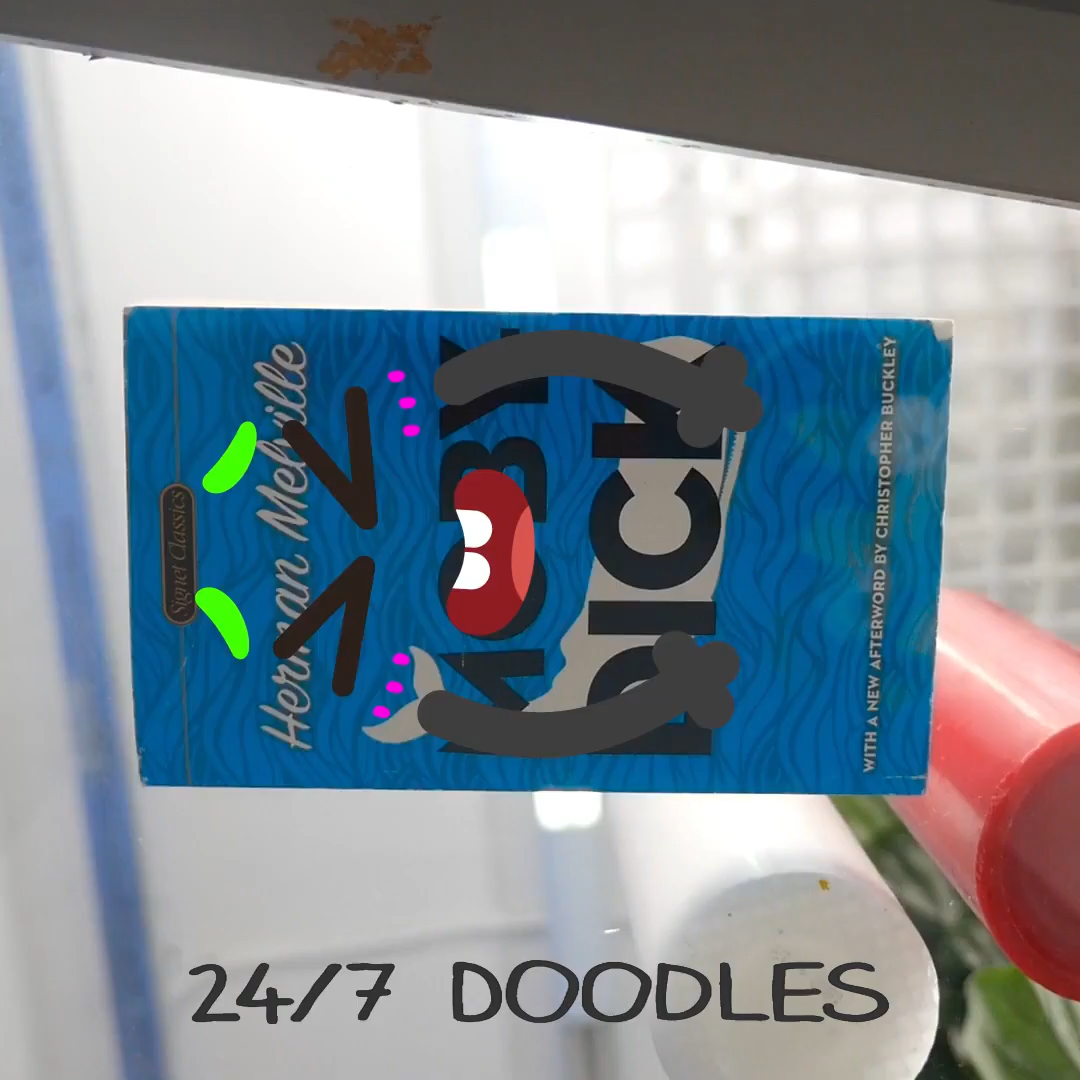 Signet Classics
Herman Melville
MOBY
DICK
WITH A NEW AFTERWORD BY CHRISTOPHER BUCKLEY
24/7 DOODLES